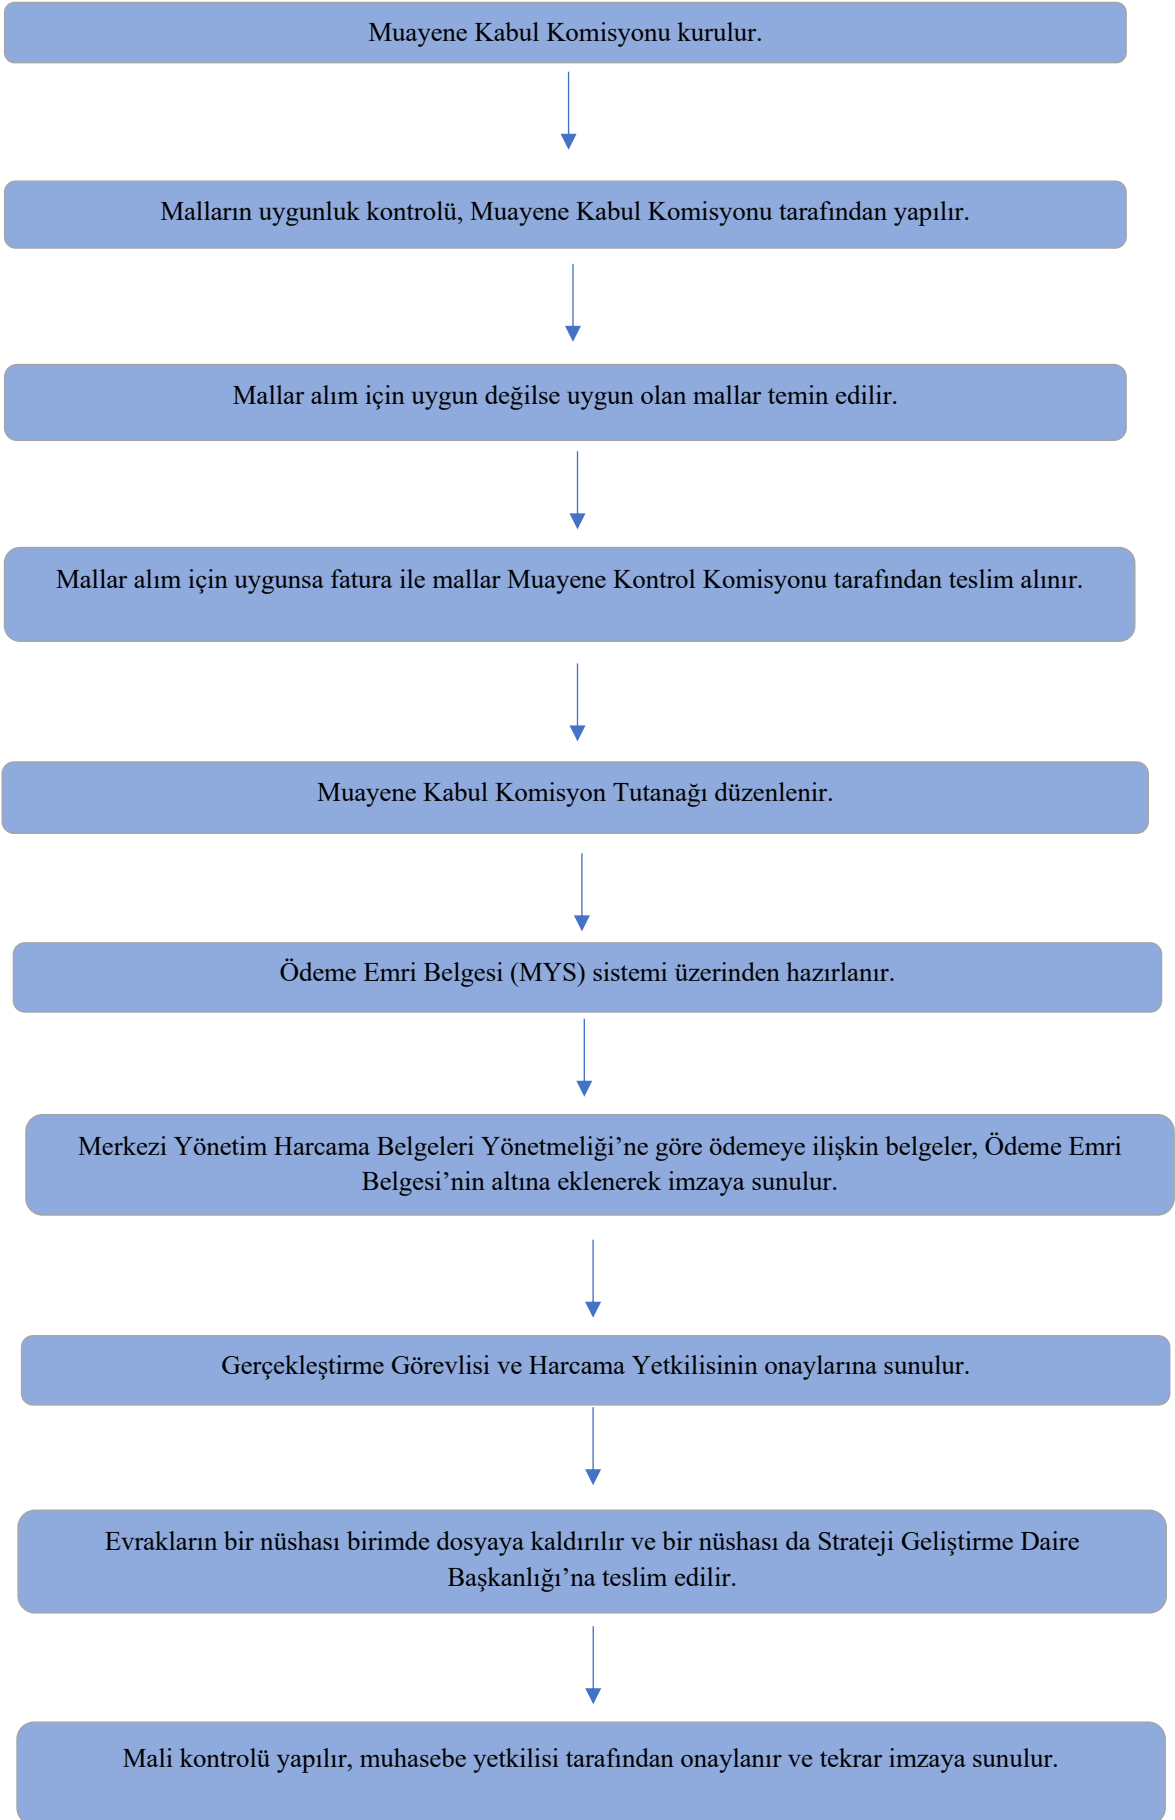 Muayene Kabul Komisyonu kurulur.
Malların uygunluk kontrolü, Muayene Kabul Komisyonu tarafından yapılır.
Mallar alım için uygun değilse uygun olan mallar temin edilir.
Mallar alım için uygunsa fatura ile mallar Muayene Kontrol Komisyonu tarafından teslim alınır.
Muayene Kabul Komisyon Tutanağı düzenlenir.
Ödeme Emri Belgesi (MYS) sistemi üzerinden hazırlanır.
Merkezi Yönetim Harcama Belgeleri Yönetmeliği’ne göre ödemeye ilişkin belgeler, Ödeme Emri
Belgesi’nin altına eklenerek imzaya sunulur.
Gerçekleştirme Görevlisi ve Harcama Yetkilisinin onaylarına sunulur.
Evrakların bir nüshası birimde dosyaya kaldırılır ve bir nüshası da Strateji Geliştirme Daire
Başkanlığı’na teslim edilir.
Mali kontrolü yapılır, muhasebe yetkilisi tarafından onaylanır ve tekrar imzaya sunulur.